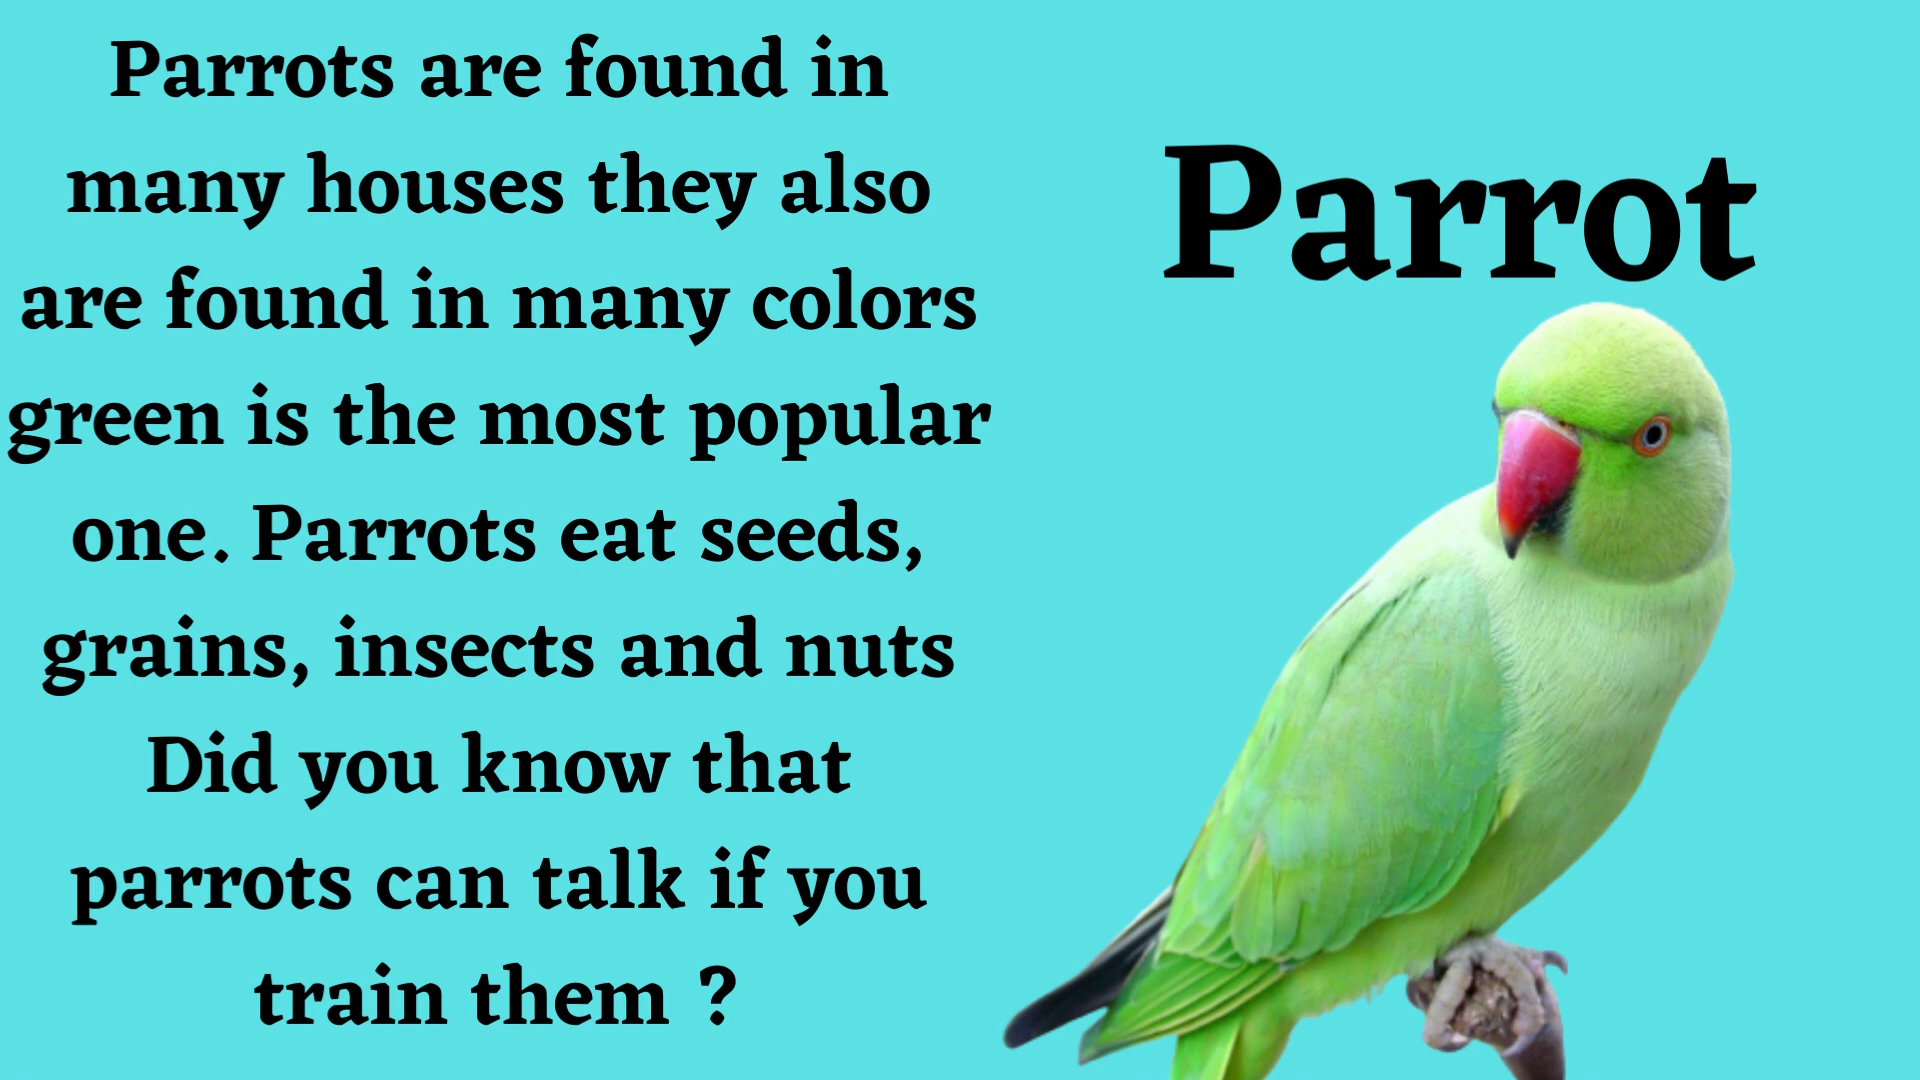 Parrots are found in
many houses they also
are found in many colors
green is the most popular
one. Parrots eat seeds,
grains, insects and nuts
Did you know that
parrots can talk if you
train them ?
Parrot